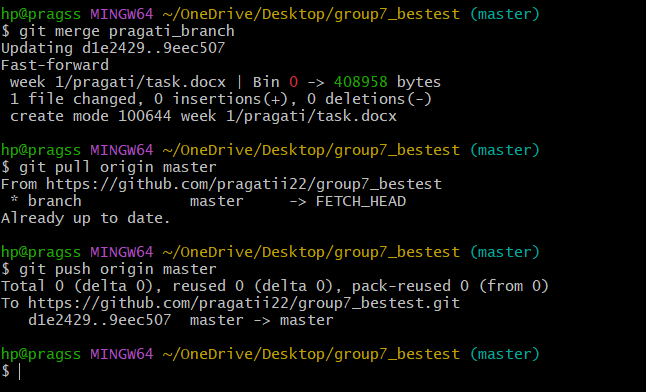 hp@pragss MINGW64 ~/OneDrive/Desktop/group7_bestest (master)
$ git merge pragati_branch
Updating d1e2429..9eec507
Fast-forward
 week 1/pragati/task.docx | Bin 0 -> 408958 bytes
 1 file changed, 0 insertions(+), 0 deletions(-)
 create mode 100644 week 1/pragati/task.docx
hp@pragss MINGW64 ~/OneDrive/Desktop/group7_bestest (master)
$ git pull origin master
From https://github.com/pragatii22/group7_bestest
 * branch            master     -> FETCH_HEAD
Already up to date.
hp@pragss MINGW64 ~/OneDrive/Desktop/group7_bestest (master)
$ git push origin master
Total 0 (delta 0), reused 0 (delta 0), pack-reused 0 (from 0)
To https://github.com/pragatii22/group7_bestest.git
   d1e2429..9eec507  master -> master
hp@pragss MINGW64 ~/OneDrive/Desktop/group7_bestest (master)
$